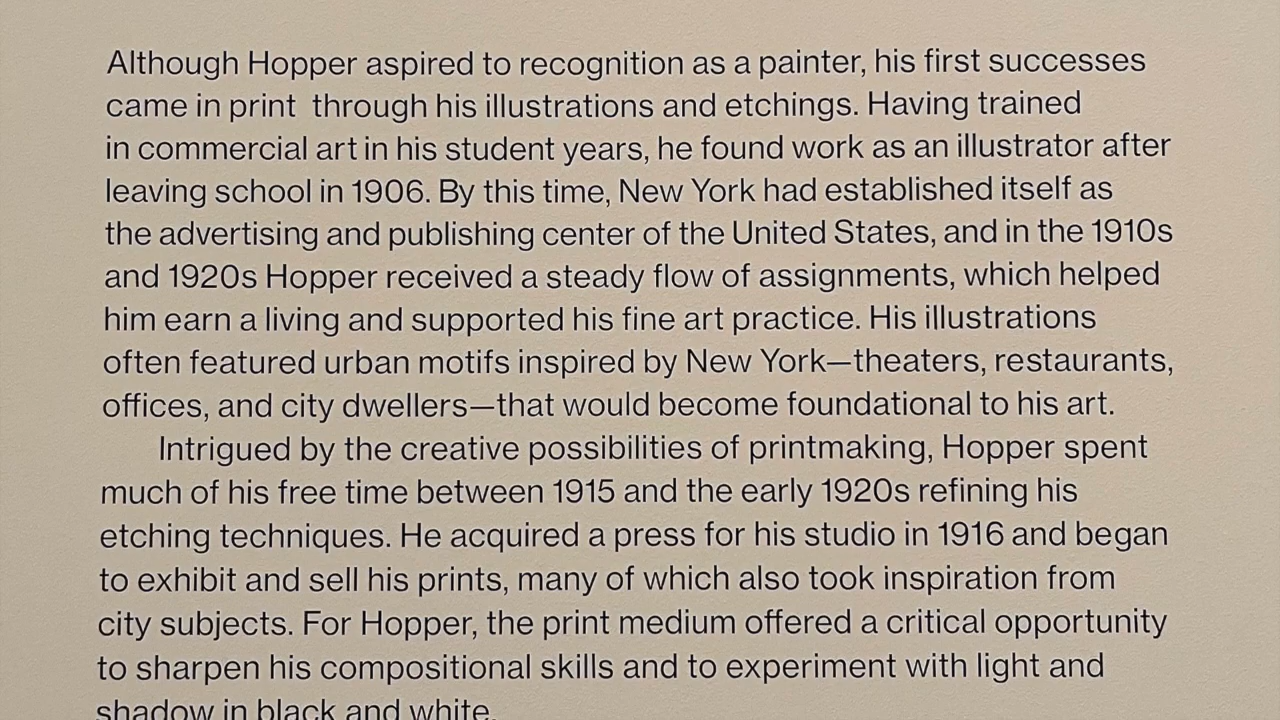 Although Hopper aspired to recognition as a painter, his first successes
came in print  through his illustrations and etchings. Having trained
in commercial art in his student years, he found work as an illustrator after
leaving school in 1906. By this time, New York had established itself as
the advertising and publishing center of the United States, and in the 1910s
and 1920s Hopper received a steady flow of assignments, which helped
him earn a living and supported his fine art practice. His illustrations
often featured urban motifs inspired by New York—theaters, restaurants,
offices, and city dwellers—that would become foundational to his art.
Intrigued by the creative possibilities of printmaking, Hopper spent
much of his free time between 1915 and the early 1920s refining his
etching techniques. He acquired a press for his studio in 1916 and began
to exhibit and sell his prints, many of which also took inspiration from
city subjects. For Hopper, the print medium offered a critical opportunity
to sharpen his compositional skills and to experiment with light and
shadow in black and white.